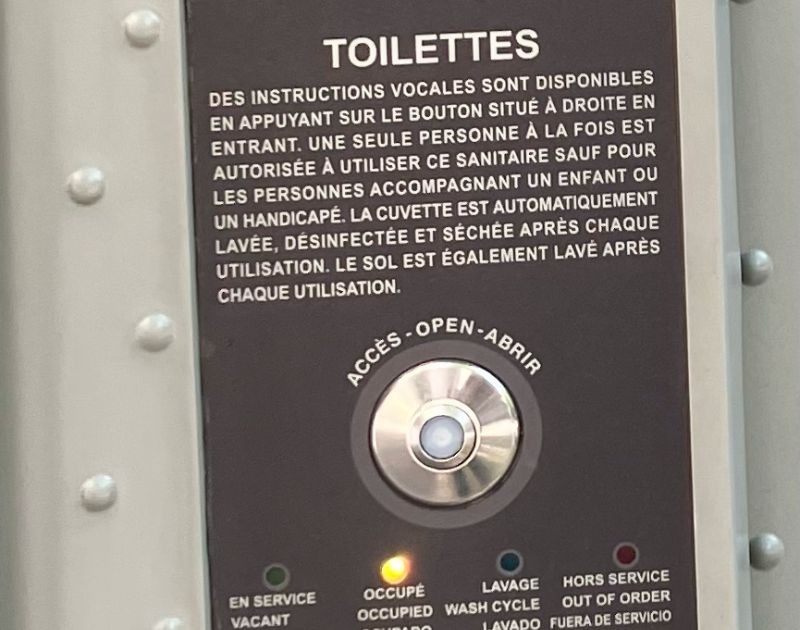 TOILETTES
DES INSTRUCTIONS VOCALES SONT DISPONIBLES
EN APPUYANT SUR LE BOUTON SITUÉ À DROITE EN
ENTRANT. UNE SEULE PERSONNE À LA FOIS EST
AUTORISÉE À UTILISER CE SANITAIRE SAUF POUR
LES PERSONNES ACCOMPAGNANT UN ENFANT OU
UN HANDICAPÉ. LA CUVETTE EST AUTOMATIQUEMENT
LAVÉE, DÉSINFECTÉE ET SÉCHÉE APRÈS CHAQUE
UTILISATION. LE SOL EST ÉGALEMENT LAVÉ APRÈS
CHAQUE UTILISATION.
ACCÈS - OPEN - ABRIR
EN SERVICE
VACANT
OCCUPÉ
OCCUPIED
LAVAGE
WASH CYCLE
LAVADO
HORS SERVICE
OUT OF ORDER
FUERA DE SERVICIO